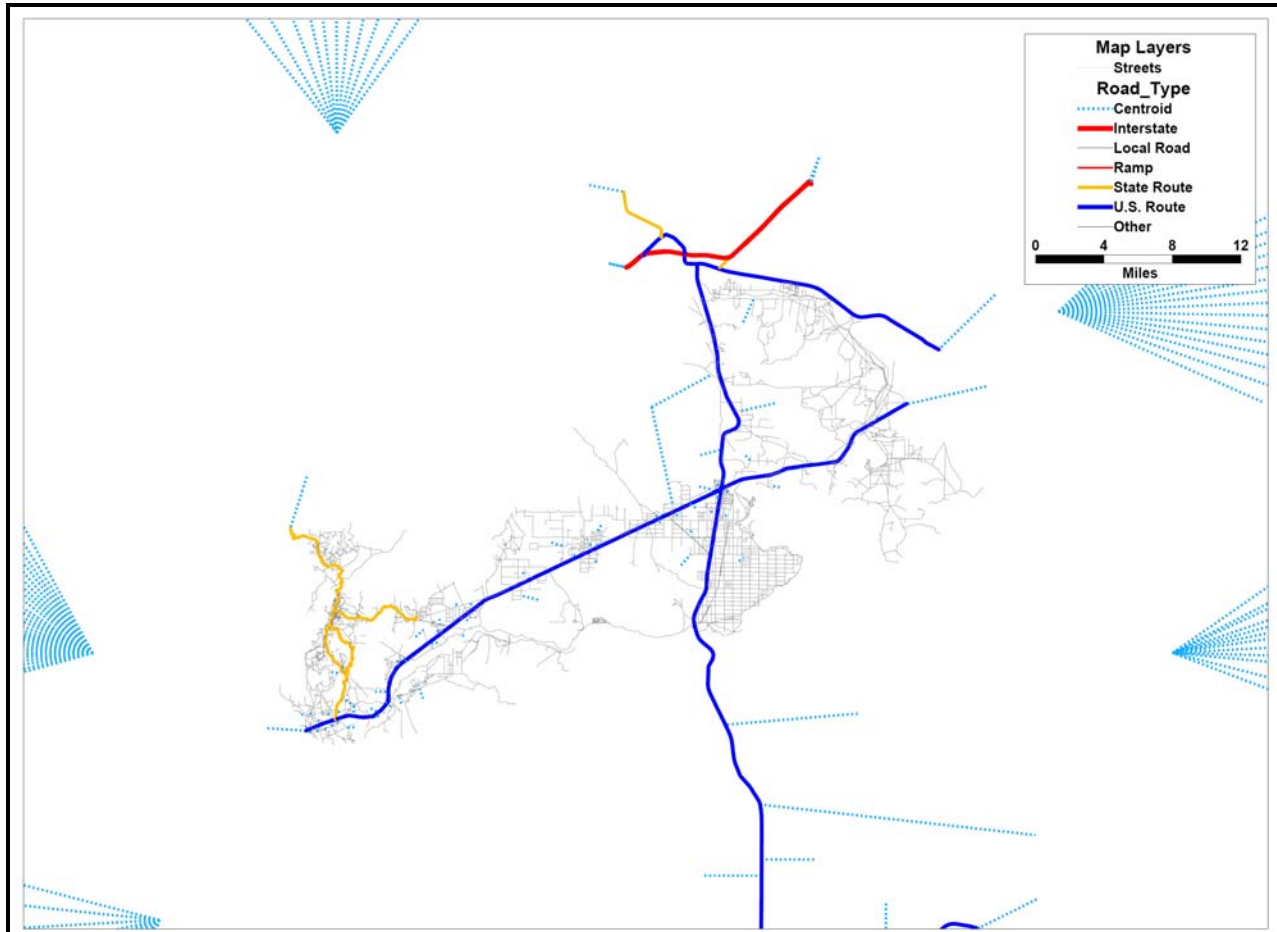 Map Layers
Streets
Road_Type
Centroid
Interstate
Local Road
Ramp
State Route
U.S. Route
Other
0 4 8 12
Miles